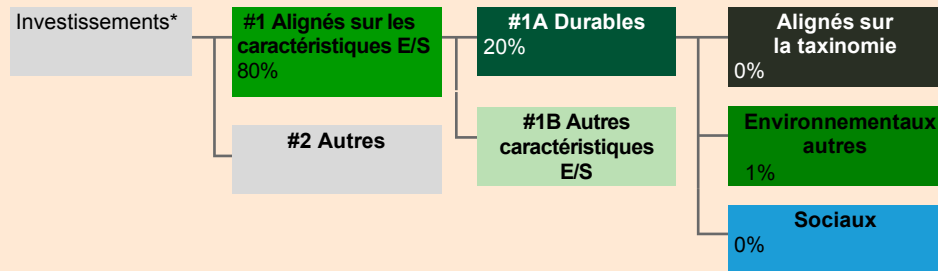 Investissements*
#1 Alignés sur les
caractéristiques E/S
80%
#2 Autres
#1A Durables
20%
#1B Autres
caractéristiques
E/S
Alignés sur
la taxinomie
0%
Environnementaux
autres
1%
Sociaux
0%